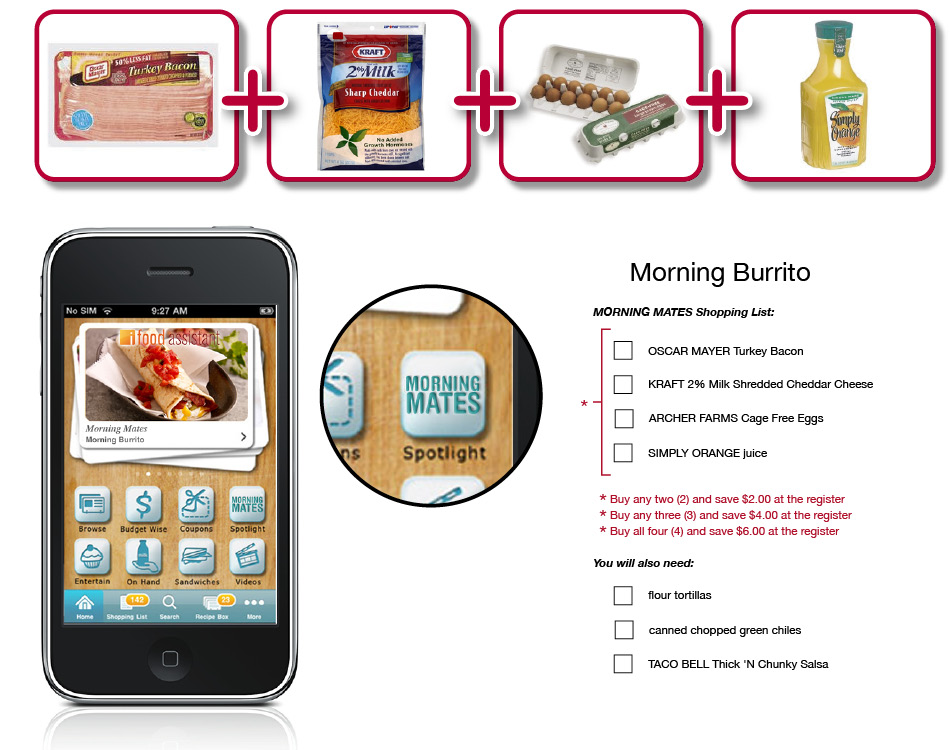 50% LESS FAT
Oscar Mayer
Turkey Bacon
KRAFT
2% Milk
Sharp Cheddar
No Added
Growth Hormones
Simply
Orange
No SIM 9:27 AM
i food assistant
Morning Mates
Morning Burrito
Browse Budget Wise Coupons MORNING MATES Spotlight
Entertain On Hand Sandwiches Videos
142 23
Home Shopping List Search Recipe Box More
MORNING
MATES
ns Spotlight
Morning Burrito
MORNING MATES Shopping List:
OSCAR MAYER Turkey Bacon
KRAFT 2% Milk Shredded Cheddar Cheese
ARCHER FARMS Cage Free Eggs
* SIMPLY ORANGE juice
* Buy any two (2) and save $2.00 at the register
* Buy any three (3) and save $4.00 at the register
* Buy all four (4) and save $6.00 at the register
You will also need:
flour tortillas
canned chopped green chiles
TACO BELL Thick 'N Chunky Salsa